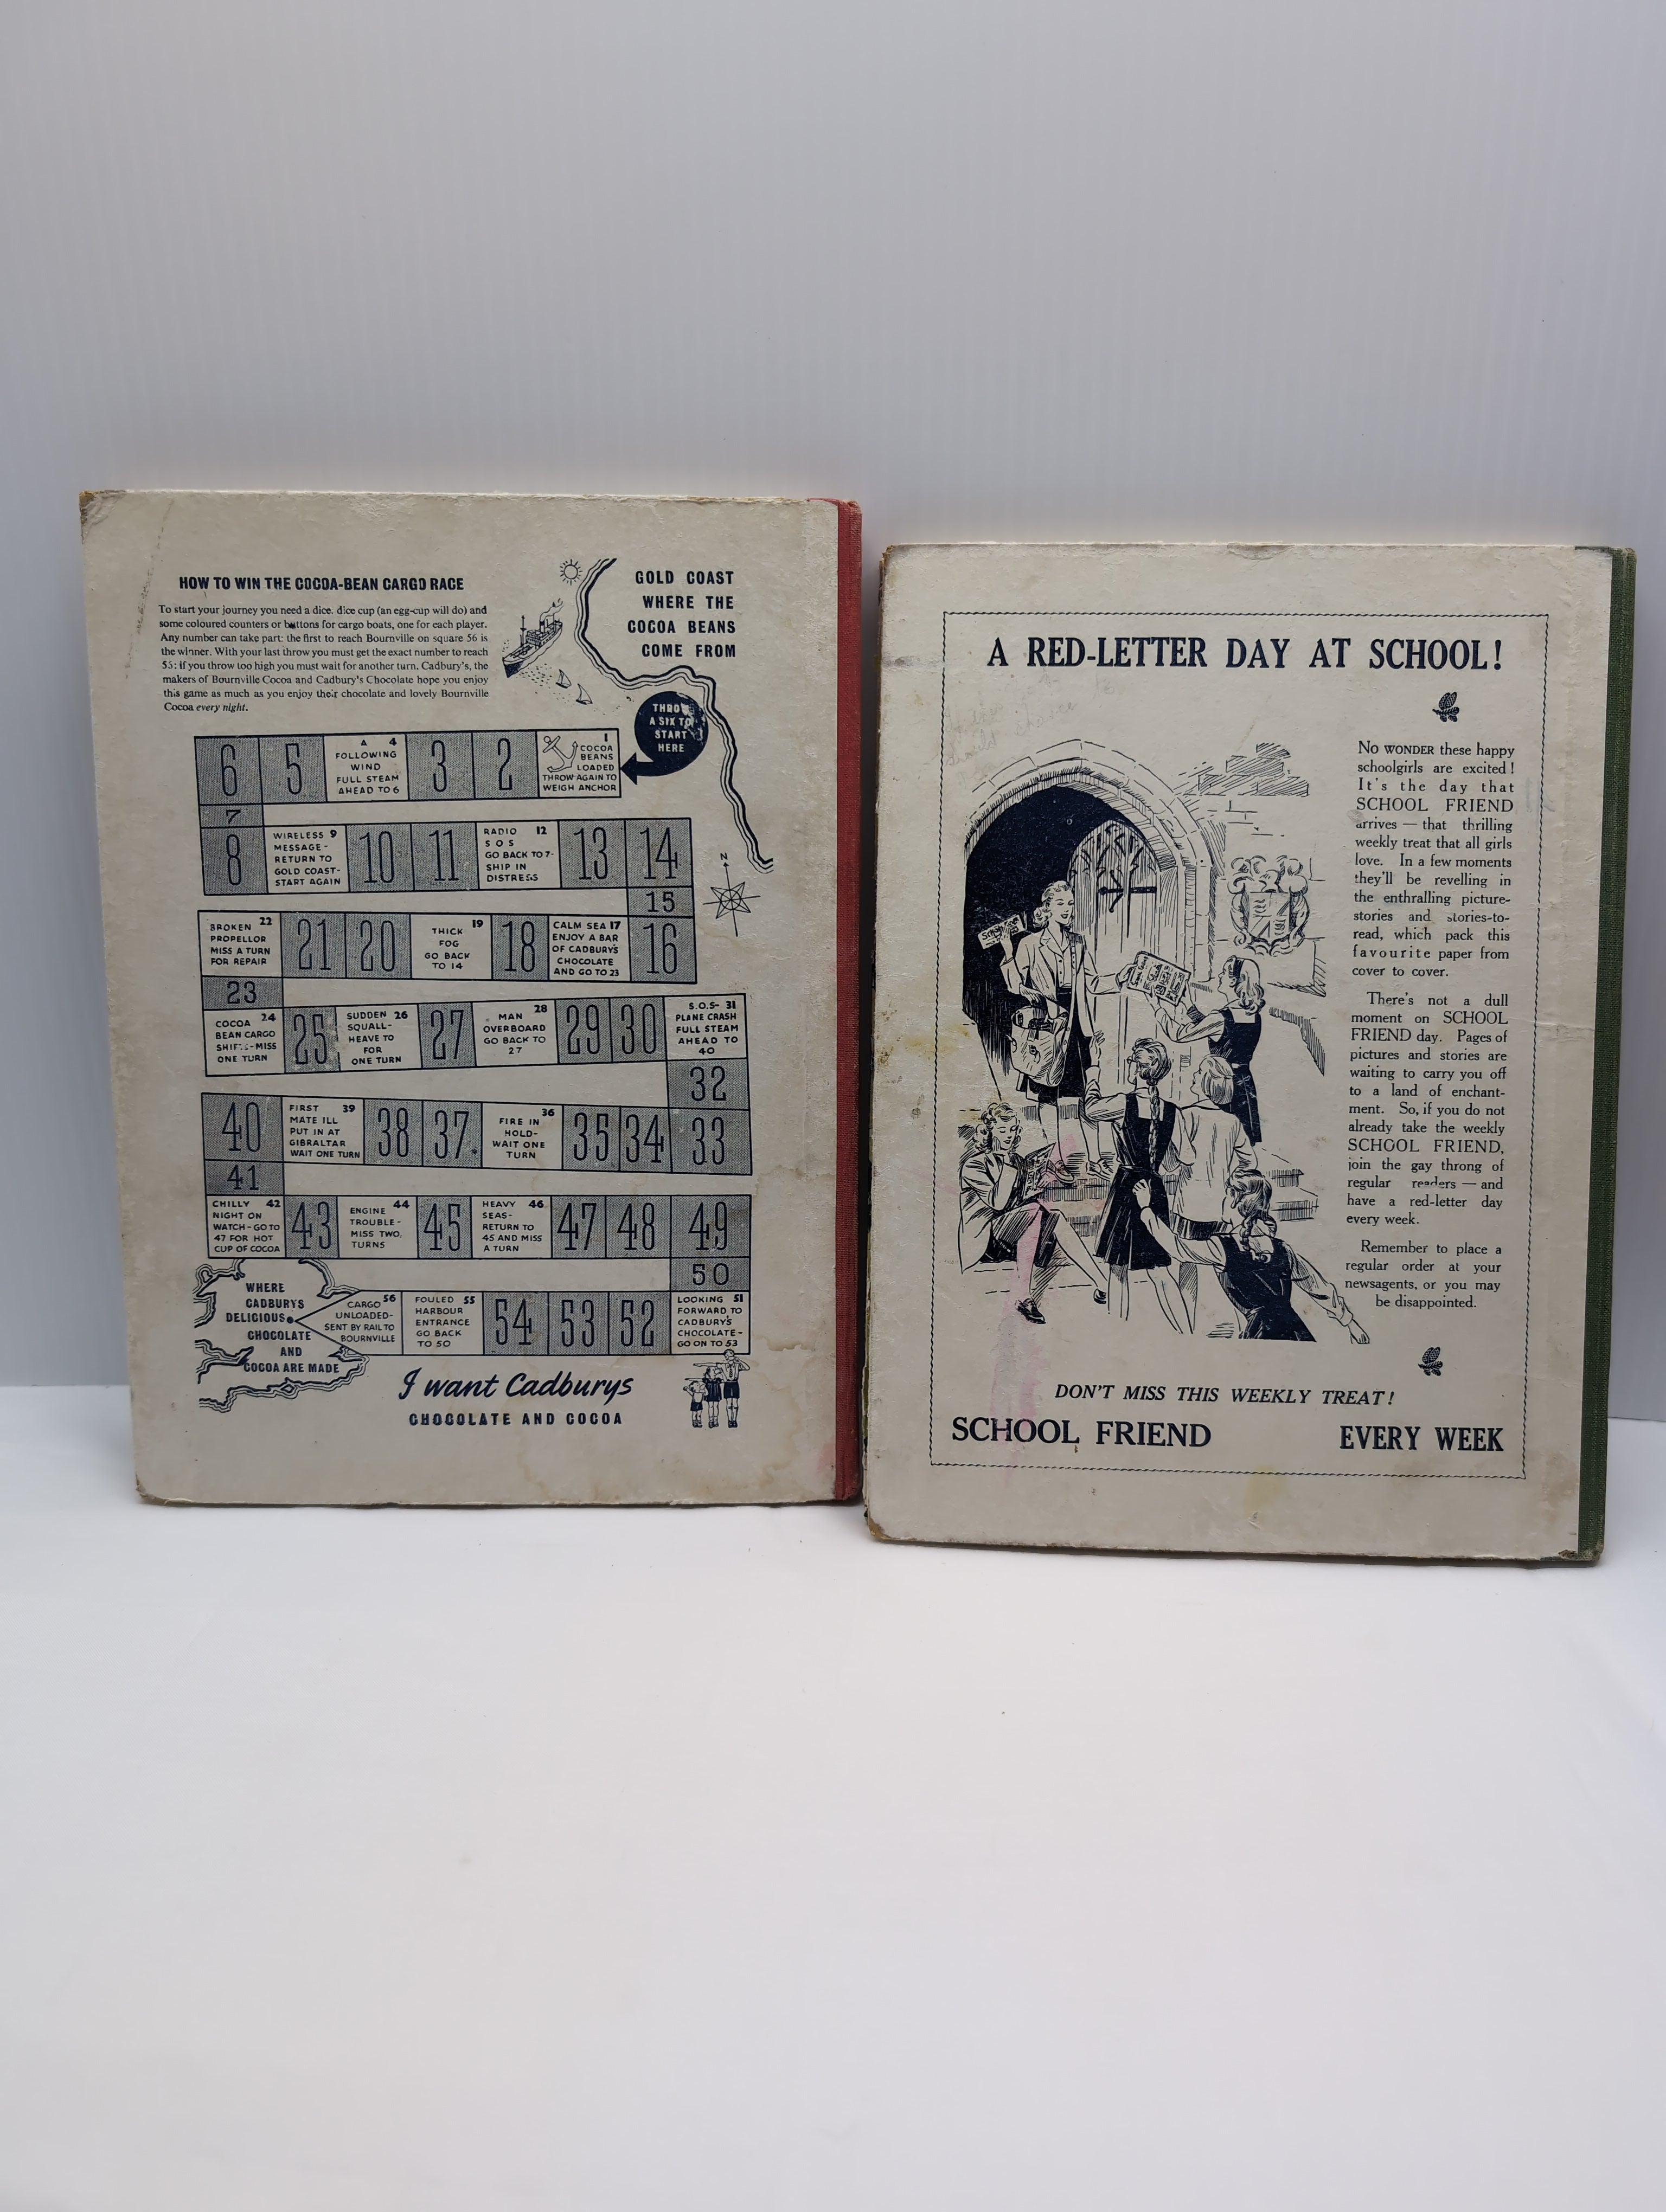 HOW TO WIN THE COCOA-BEAN CARGO RACE
To start your journey you need a dice. dice cup (an egg-cup will do) and
some coloured counters or buttons for cargo boats, one for each player.
Any number can take part: the first to reach Bournville on square 56 is
the winner. With your last throw you must get the exact number to reach
55: if you throw too high you must wait for another turn. Cadbury's, the
makers of Bournville Cocoa and Cadbury's Chocolate hope you enjoy
this game as much as you enjoy their chocolate and lovely Bournville
Cocoa every night.
GOLD COAST
WHERE THE
COCOA BEANS
COME FROM
THROW
A SIX TO
START
HERE
6
5
4
FOLLOWING
WIND
FULL STEAM
AHEAD TO 6
3
2
1
COCOA
BEANS
LOADED
THROW AGAIN TO
WEIGH ANCHOR
7
8
WIRELESS 9
MESSAGE-
RETURN TO
GOLD COAST-
START AGAIN
10
11
RADIO 12
S O S
GO BACK TO 7-
SHIP IN
DISTRESS
13
14
N
15
BROKEN 22
PROPELLOR
MISS A TURN
FOR REPAIR
21
20
19
THICK
FOG
GO BACK
TO 14
18
CALM SEA 17
ENJOY A BAR
OF CADBURY'S
CHOCOLATE
AND GO TO 23
16
23
24
COCOA
BEAN CARGO
SHIFTS-MISS
ONE TURN
25
SUDDEN 26
SQUALL-
HEAVE TO
FOR
ONE TURN
27
28
MAN
OVERBOARD
GO BACK TO
27
29
30
S.O.S- 31
PLANE CRASH
FULL STEAM
AHEAD TO
40
32
40
FIRST 39
MATE ILL
PUT IN AT
GIBRALTAR
WAIT ONE TURN
38
37
36
FIRE IN
HOLD-
WAIT ONE
TURN
35
34
33
41
CHILLY 42
NIGHT ON
WATCH-GO TO
47 FOR HOT
CUP OF COCOA
43
44
ENGINE
TROUBLE-
MISS TWO
TURNS
45
HEAVY 46
SEAS-
RETURN TO
45 AND MISS
A TURN
47
48
49
50
WHERE
CADBURYS
DELICIOUS
CHOCOLATE
AND
COCOA ARE MADE
56
CARGO
UNLOADED-
SENT BY RAIL TO
BOURNVILLE
FOULED 55
HARBOUR
ENTRANCE
GO BACK
TO 50
54
53
52
LOOKING 51
FORWARD TO
CADBURY'S
CHOCOLATE-
GO ON TO 53
I want Cadburys
CHOCOLATE AND COCOA
A RED-LETTER DAY AT SCHOOL!
NO WONDER these happy
schoolgirls are excited!
It's the day that
SCHOOL FRIEND
arrives — that thrilling
weekly treat that all girls
love. In a few moments
they'll be revelling in
the enthralling picture-
stories and stories-to-
read, which pack this
favourite paper from
cover to cover.
There's not a dull
moment on SCHOOL
FRIEND day. Pages of
pictures and stories are
waiting to carry you off
to a land of enchant-
ment. So, if you do not
already take the weekly
SCHOOL FRIEND,
join the gay throng of
regular readers — and
have a red-letter day
every week.
Remember to place a
regular order at your
newsagents, or you may
be disappointed.
DON'T MISS THIS WEEKLY TREAT!
SCHOOL FRIEND EVERY WEEK